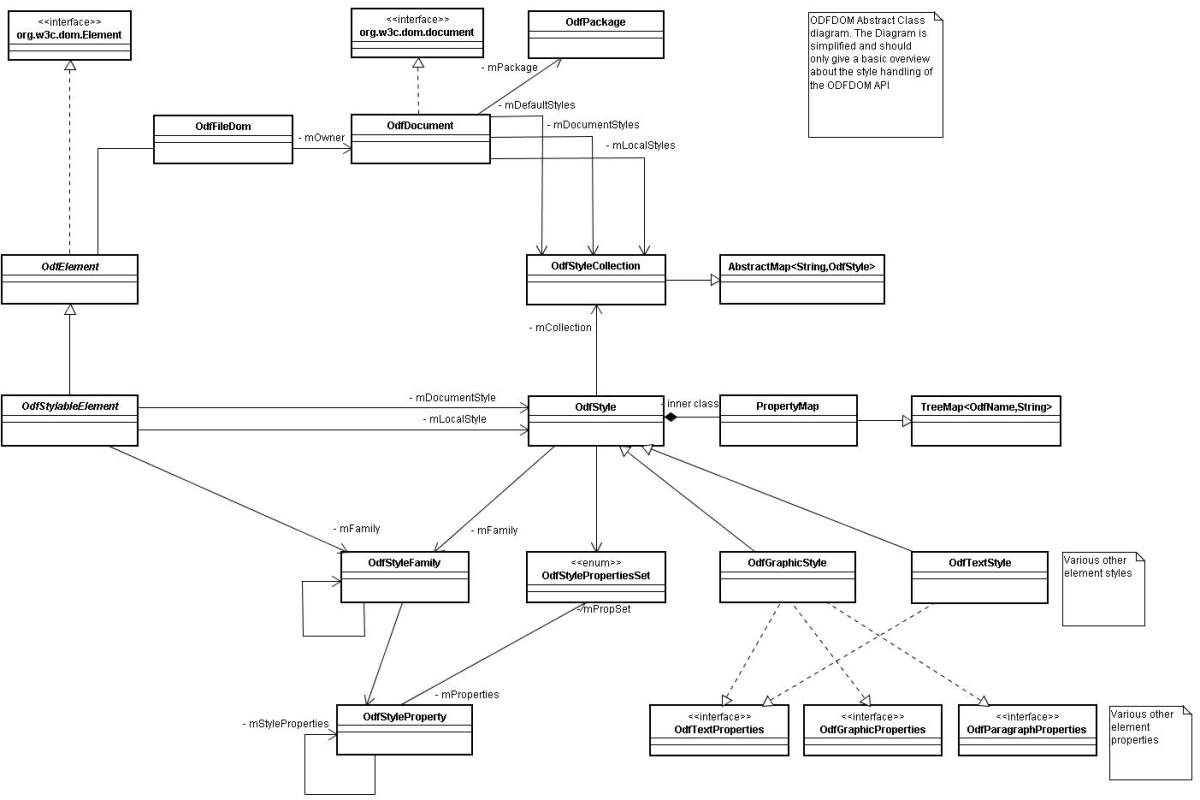 <<interface>>
org.w3c.dom.Element
<<interface>>
org.w3c.dom.document
OdfPackage
ODFDOM Abstract Class
diagram. The Diagram is
simplified and should
only give a basic overview
about the style handling of
the ODFDOM API
- mPackage
- mDefaultStyles
OdfFileDom
- mOwner
OdfDocument
- mDocumentStyles
- mLocalStyles
OdfElement
OdfStyleCollection
AbstractMap<String,OdfStyle>
- mCollection
OdfStylableElement
- mDocumentStyle
- mLocalStyle
OdfStyle
- inner class
PropertyMap
TreeMap<OdfName,String>
- mFamily
- mFamily
OdfStyleFamily
<<enum>>
OdfStylePropertiesSet
OdfGraphicStyle
OdfTextStyle
Various other
element styles
-/mPropSet
- mProperties
- mStyleProperties
OdfStyleProperty
<<interface>>
OdfTextProperties
<<interface>>
OdfGraphicProperties
<<interface>>
OdfParagraphProperties
Various other
element
properties